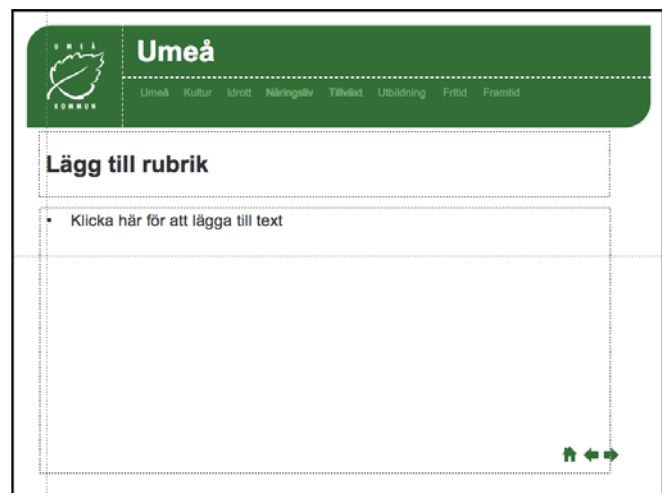 UMEÅ
KOMMUN
Umeå
Umeå Kultur Idrott Näringsliv Tillväxt Utbildning Fritid Framtid
Lägg till rubrik
▪ Klicka här för att lägga till text